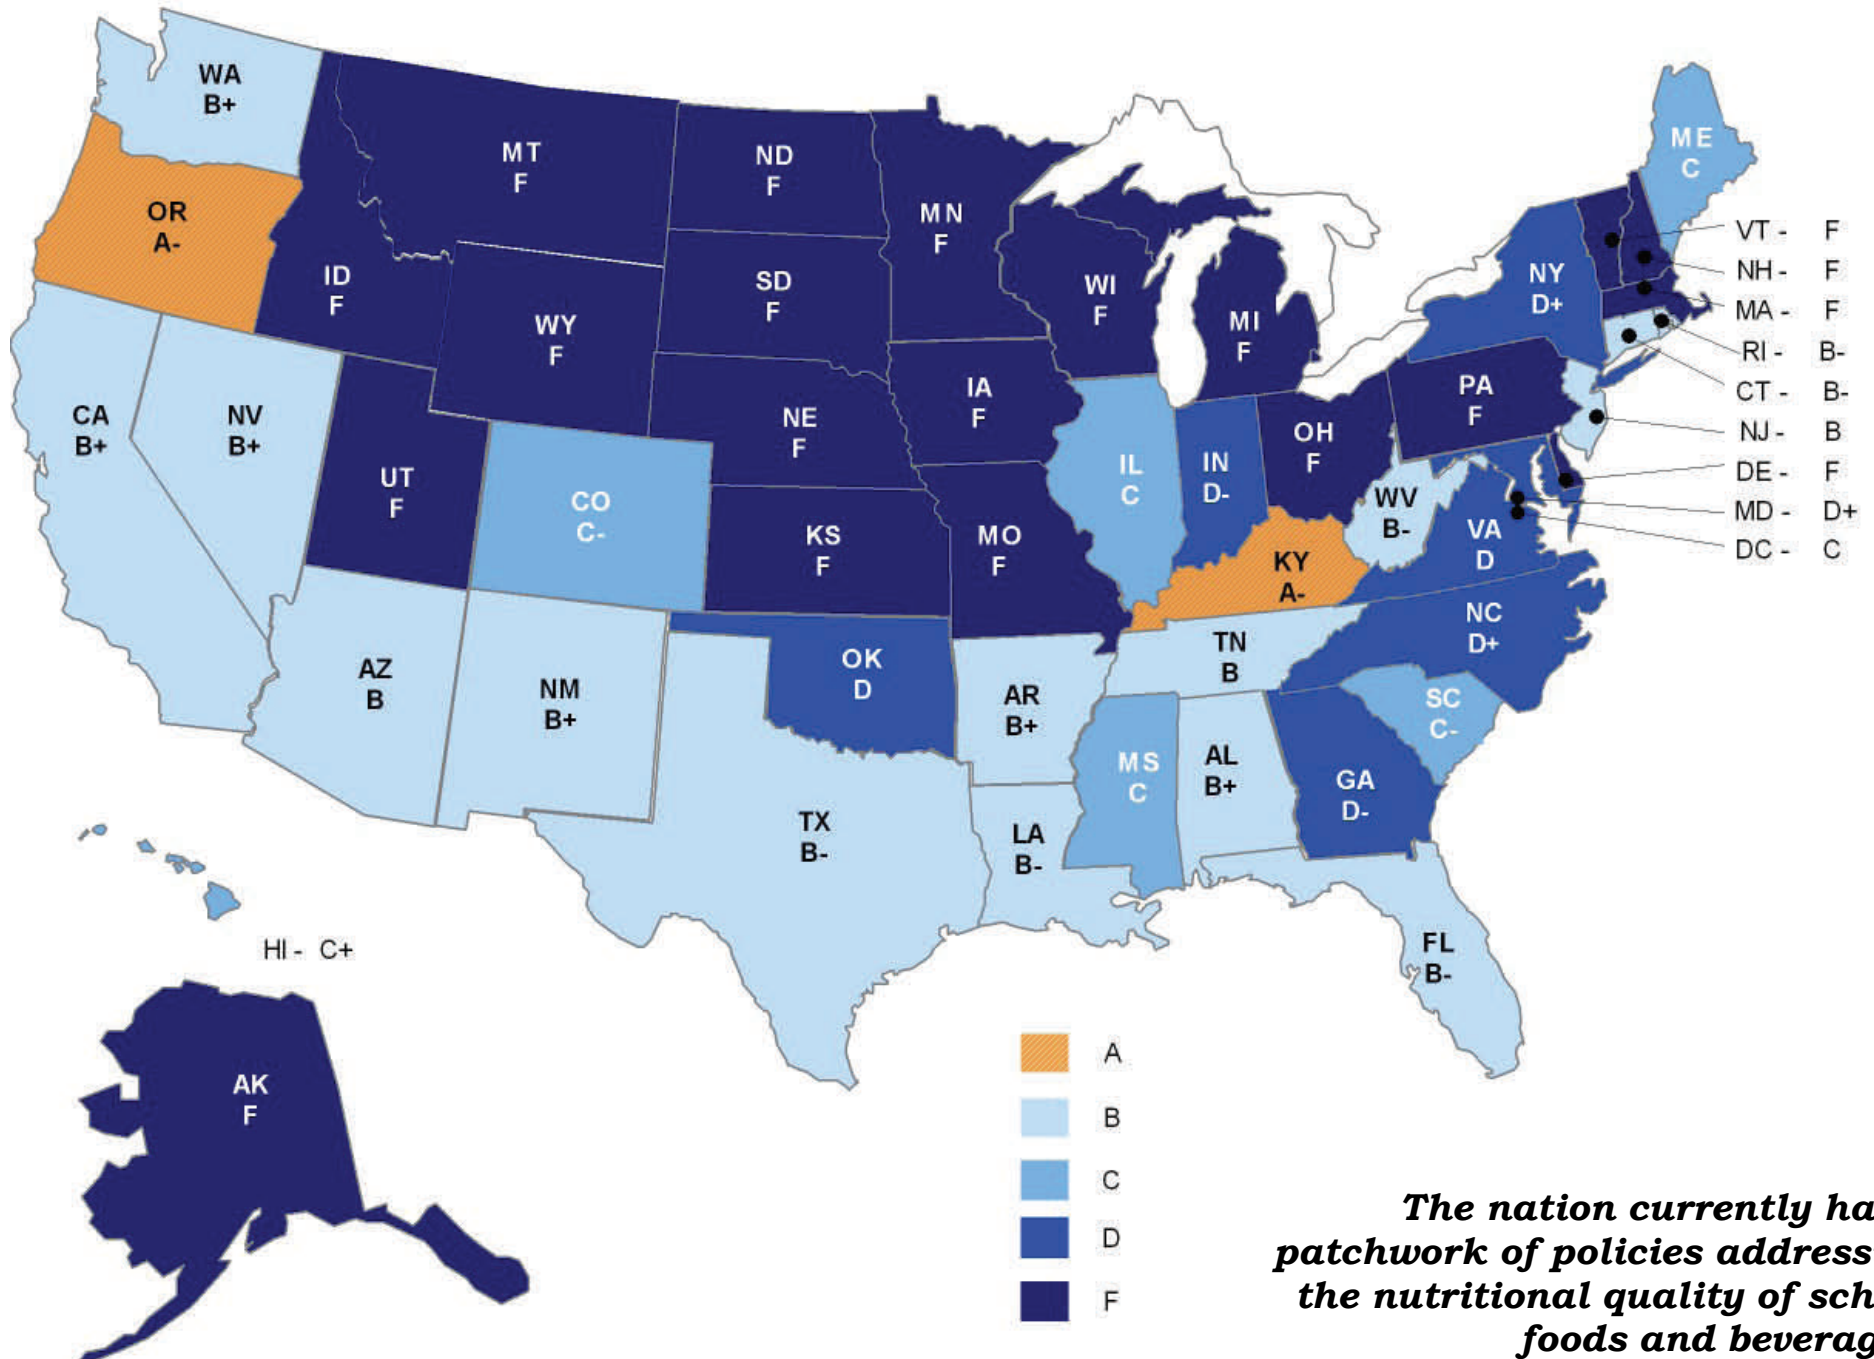 WA
B+
OR
A-
MT
F
ID
F
ND
F
MN
F
SD
F
WY
F
WI
F
MI
F
ME
C
NY
D+
VT - F
NH - F
MA - F
RI - B-
CT - B-
NJ - B
DE - F
MD - D+
DC - C
CA
B+
NV
B+
UT
F
CO
C-
NE
F
IA
F
KS
F
MO
F
IL
C
IN
D-
OH
F
PA
F
WV
B-
VA
D
KY
A-
NC
D+
TN
B
SC
C-
AZ
B
NM
B+
OK
D
AR
B+
TX
B-
LA
B-
MS
C
AL
B+
GA
D-
FL
B-
HI - C+
AK
F
A
B
C
D
F
The nation currently ha
patchwork of policies address
the nutritional quality of sch
foods and beverag